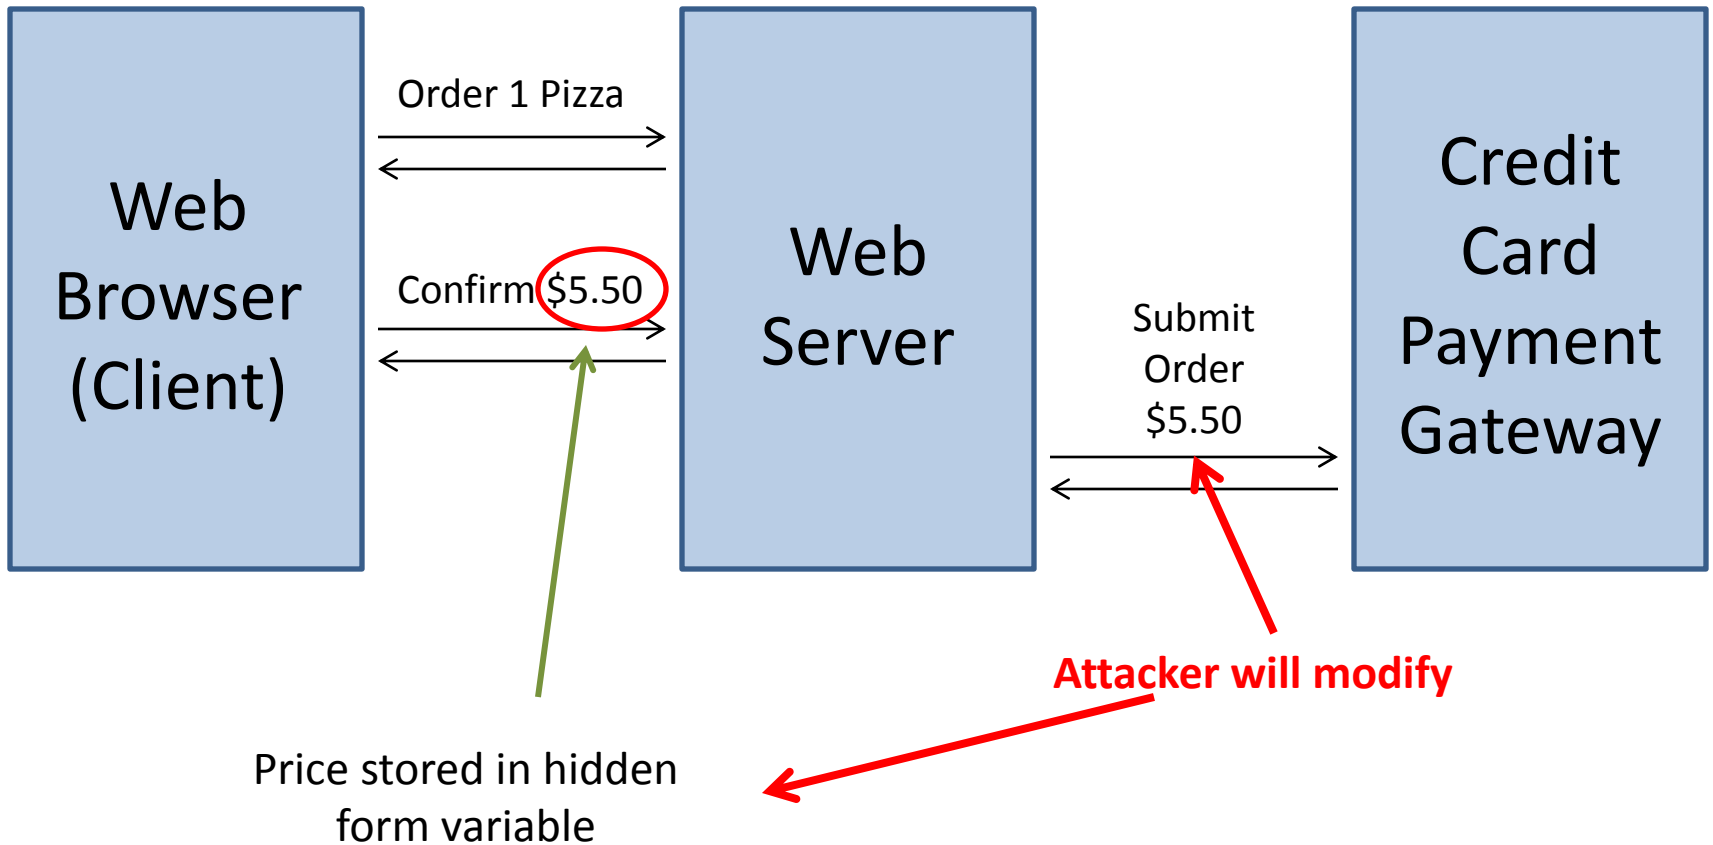 Web
Browser
(Client)
Order 1 Pizza
Confirm $5.50
Web
Server
Submit
Order
$5.50
Credit
Card
Payment
Gateway
Attacker will modify
Price stored in hidden
form variable